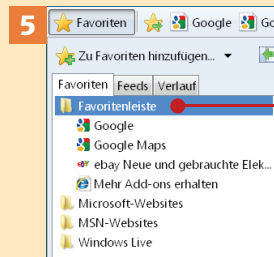 5 Favoriten Google Go
Zu Favoriten hinzufügen...
Favoriten Feeds Verlauf
Favoritenleiste
Google
Google Maps
ebay Neue und gebrauchte Elek...
Mehr Add-ons erhalten
Microsoft-Websites
MSN-Websites
Windows Live